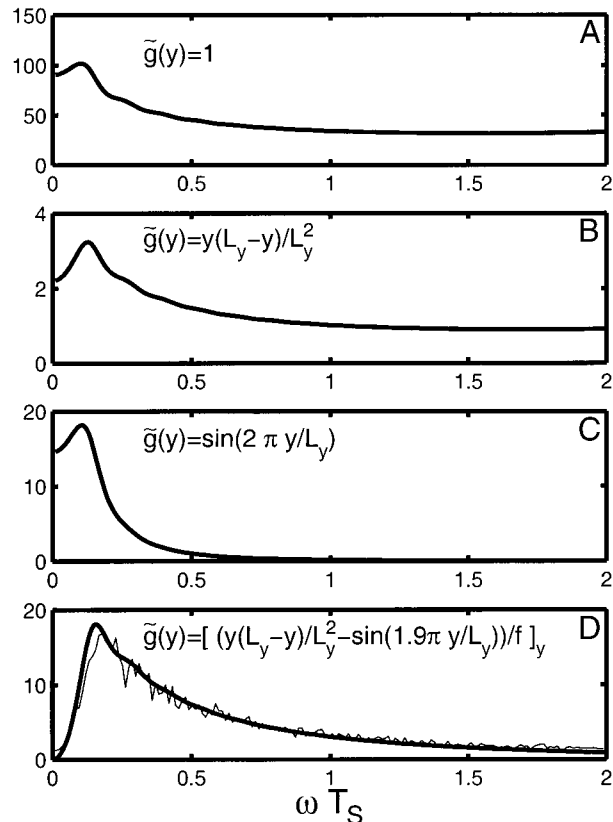 150
100
50
0
A
g̃(y)=1
0 0.5 1 1.5 2
4
2
0
B
g̃(y)=y(L_y−y)/L_y^2
0 0.5 1 1.5 2
20
10
0
C
g̃(y)=sin(2 π y/L_y)
0 0.5 1 1.5 2
20
10
0
D
g̃(y)=[ (y(L_y−y)/L_y^2−sin(1.9π y/L_y))/f ]_y
0 0.5 1 1.5 2
ω T_S